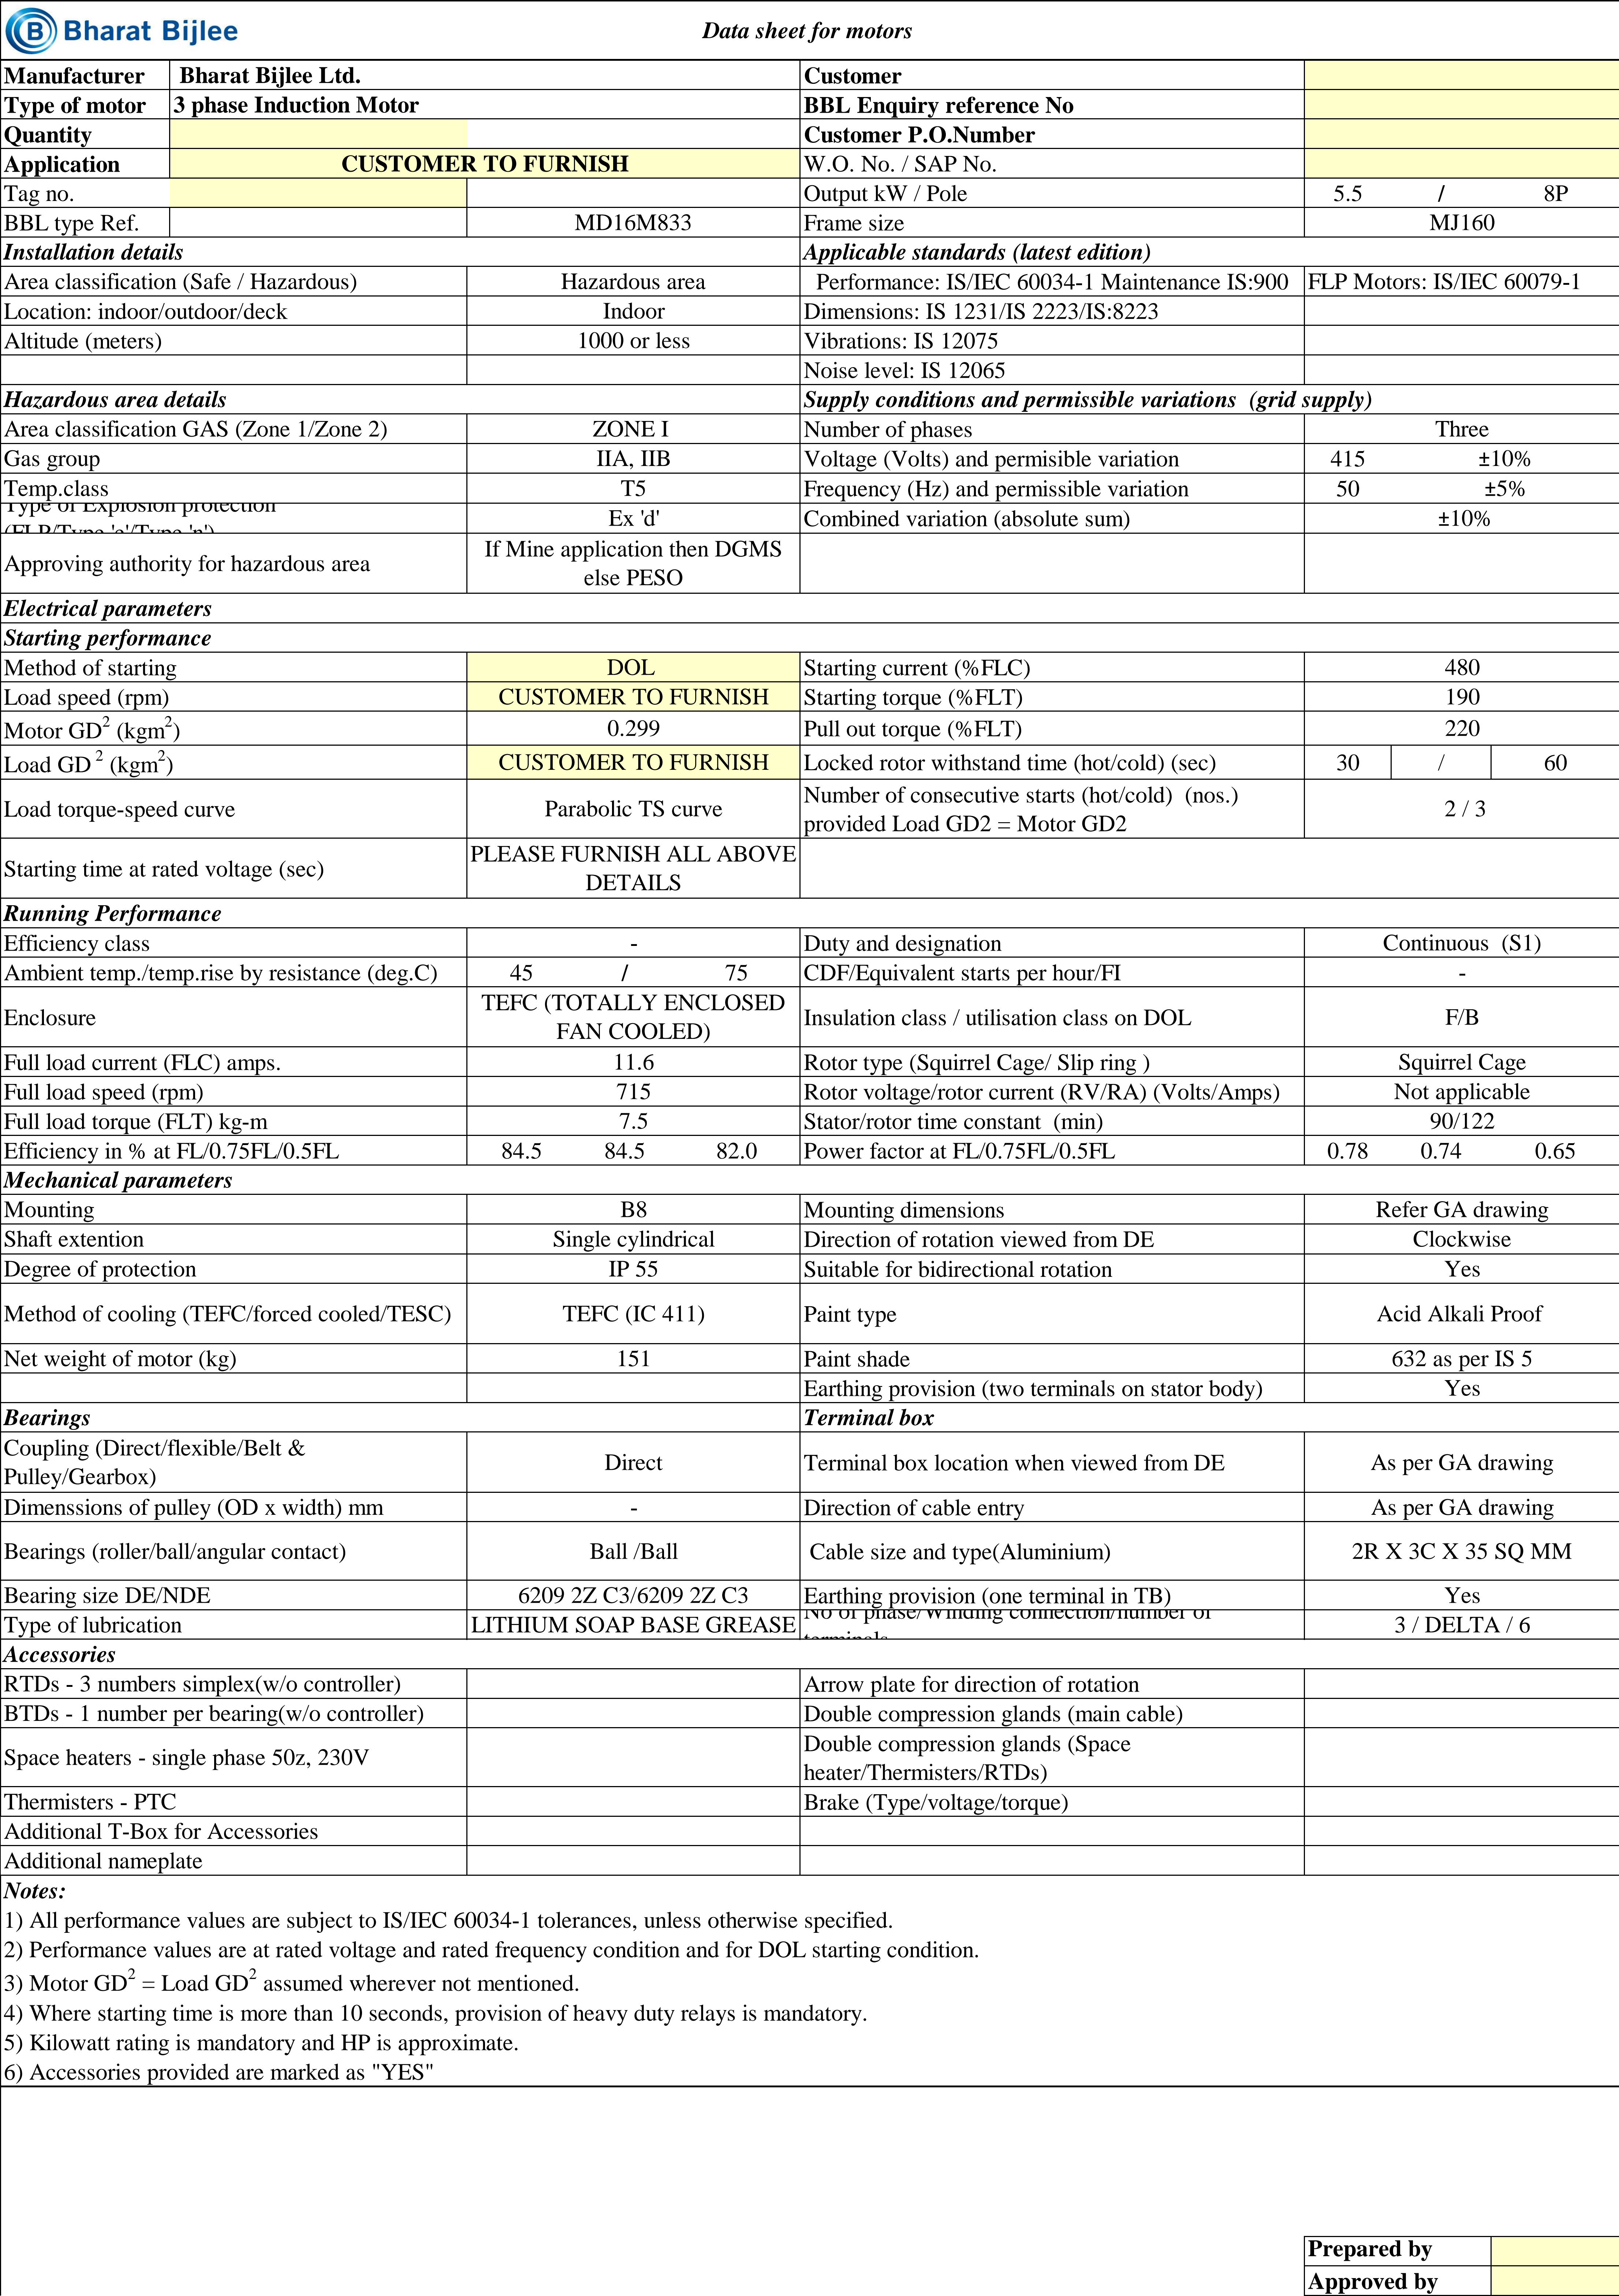 B Bharat Bijlee
Data sheet for motors
Manufacturer Bharat Bijlee Ltd. Customer
Type of motor 3 phase Induction Motor BBL Enquiry reference No
Quantity Customer P.O.Number
Application CUSTOMER TO FURNISH W.O. No. / SAP No.
Tag no. Output kW / Pole 5.5 / 8P
BBL type Ref. MD16M833 Frame size MJ160
Installation details Applicable standards (latest edition)
Area classification (Safe / Hazardous) Hazardous area Performance: IS/IEC 60034-1 Maintenance IS:900 FLP Motors: IS/IEC 60079-1
Location: indoor/outdoor/deck Indoor Dimensions: IS 1231/IS 2223/IS:8223
Altitude (meters) 1000 or less Vibrations: IS 12075
Noise level: IS 12065
Hazardous area details Supply conditions and permissible variations (grid supply)
Area classification GAS (Zone 1/Zone 2) ZONE I Number of phases Three
Gas group IIA, IIB Voltage (Volts) and permisible variation 415 ±10%
Temp.class T5 Frequency (Hz) and permissible variation 50 ±5%
Type of Explosion protection
(FLP/Type 'e'/Type 'n') Ex 'd' Combined variation (absolute sum) ±10%
Approving authority for hazardous area If Mine application then DGMS
else PESO
Electrical parameters
Starting performance
Method of starting DOL Starting current (%FLC) 480
Load speed (rpm) CUSTOMER TO FURNISH Starting torque (%FLT) 190
Motor GD2 (kgm2) 0.299 Pull out torque (%FLT) 220
Load GD 2 (kgm2) CUSTOMER TO FURNISH Locked rotor withstand time (hot/cold) (sec) 30 / 60
Load torque-speed curve Parabolic TS curve Number of consecutive starts (hot/cold) (nos.)
provided Load GD2 = Motor GD2 2 / 3
Starting time at rated voltage (sec) PLEASE FURNISH ALL ABOVE
DETAILS
Running Performance
Efficiency class - Duty and designation Continuous (S1)
Ambient temp./temp.rise by resistance (deg.C) 45 / 75 CDF/Equivalent starts per hour/FI -
Enclosure TEFC (TOTALLY ENCLOSED
FAN COOLED) Insulation class / utilisation class on DOL F/B
Full load current (FLC) amps. 11.6 Rotor type (Squirrel Cage/ Slip ring ) Squirrel Cage
Full load speed (rpm) 715 Rotor voltage/rotor current (RV/RA) (Volts/Amps) Not applicable
Full load torque (FLT) kg-m 7.5 Stator/rotor time constant (min) 90/122
Efficiency in % at FL/0.75FL/0.5FL 84.5 84.5 82.0 Power factor at FL/0.75FL/0.5FL 0.78 0.74 0.65
Mechanical parameters
Mounting B8 Mounting dimensions Refer GA drawing
Shaft extention Single cylindrical Direction of rotation viewed from DE Clockwise
Degree of protection IP 55 Suitable for bidirectional rotation Yes
Method of cooling (TEFC/forced cooled/TESC) TEFC (IC 411) Paint type Acid Alkali Proof
Net weight of motor (kg) 151 Paint shade 632 as per IS 5
Earthing provision (two terminals on stator body) Yes
Bearings Terminal box
Coupling (Direct/flexible/Belt &
Pulley/Gearbox) Direct Terminal box location when viewed from DE As per GA drawing
Dimenssions of pulley (OD x width) mm - Direction of cable entry As per GA drawing
Bearings (roller/ball/angular contact) Ball /Ball Cable size and type(Aluminium) 2R X 3C X 35 SQ MM
Bearing size DE/NDE 6209 2Z C3/6209 2Z C3 Earthing provision (one terminal in TB) Yes
Type of lubrication LITHIUM SOAP BASE GREASE No of phase/Winding connection/number of
terminals 3 / DELTA / 6
Accessories
RTDs - 3 numbers simplex(w/o controller) Arrow plate for direction of rotation
BTDs - 1 number per bearing(w/o controller) Double compression glands (main cable)
Space heaters - single phase 50z, 230V Double compression glands (Space
heater/Thermisters/RTDs)
Thermisters - PTC Brake (Type/voltage/torque)
Additional T-Box for Accessories
Additional nameplate
Notes:
1) All performance values are subject to IS/IEC 60034-1 tolerances, unless otherwise specified.
2) Performance values are at rated voltage and rated frequency condition and for DOL starting condition.
3) Motor GD2 = Load GD2 assumed wherever not mentioned.
4) Where starting time is more than 10 seconds, provision of heavy duty relays is mandatory.
5) Kilowatt rating is mandatory and HP is approximate.
6) Accessories provided are marked as "YES"
Prepared by
Approved by